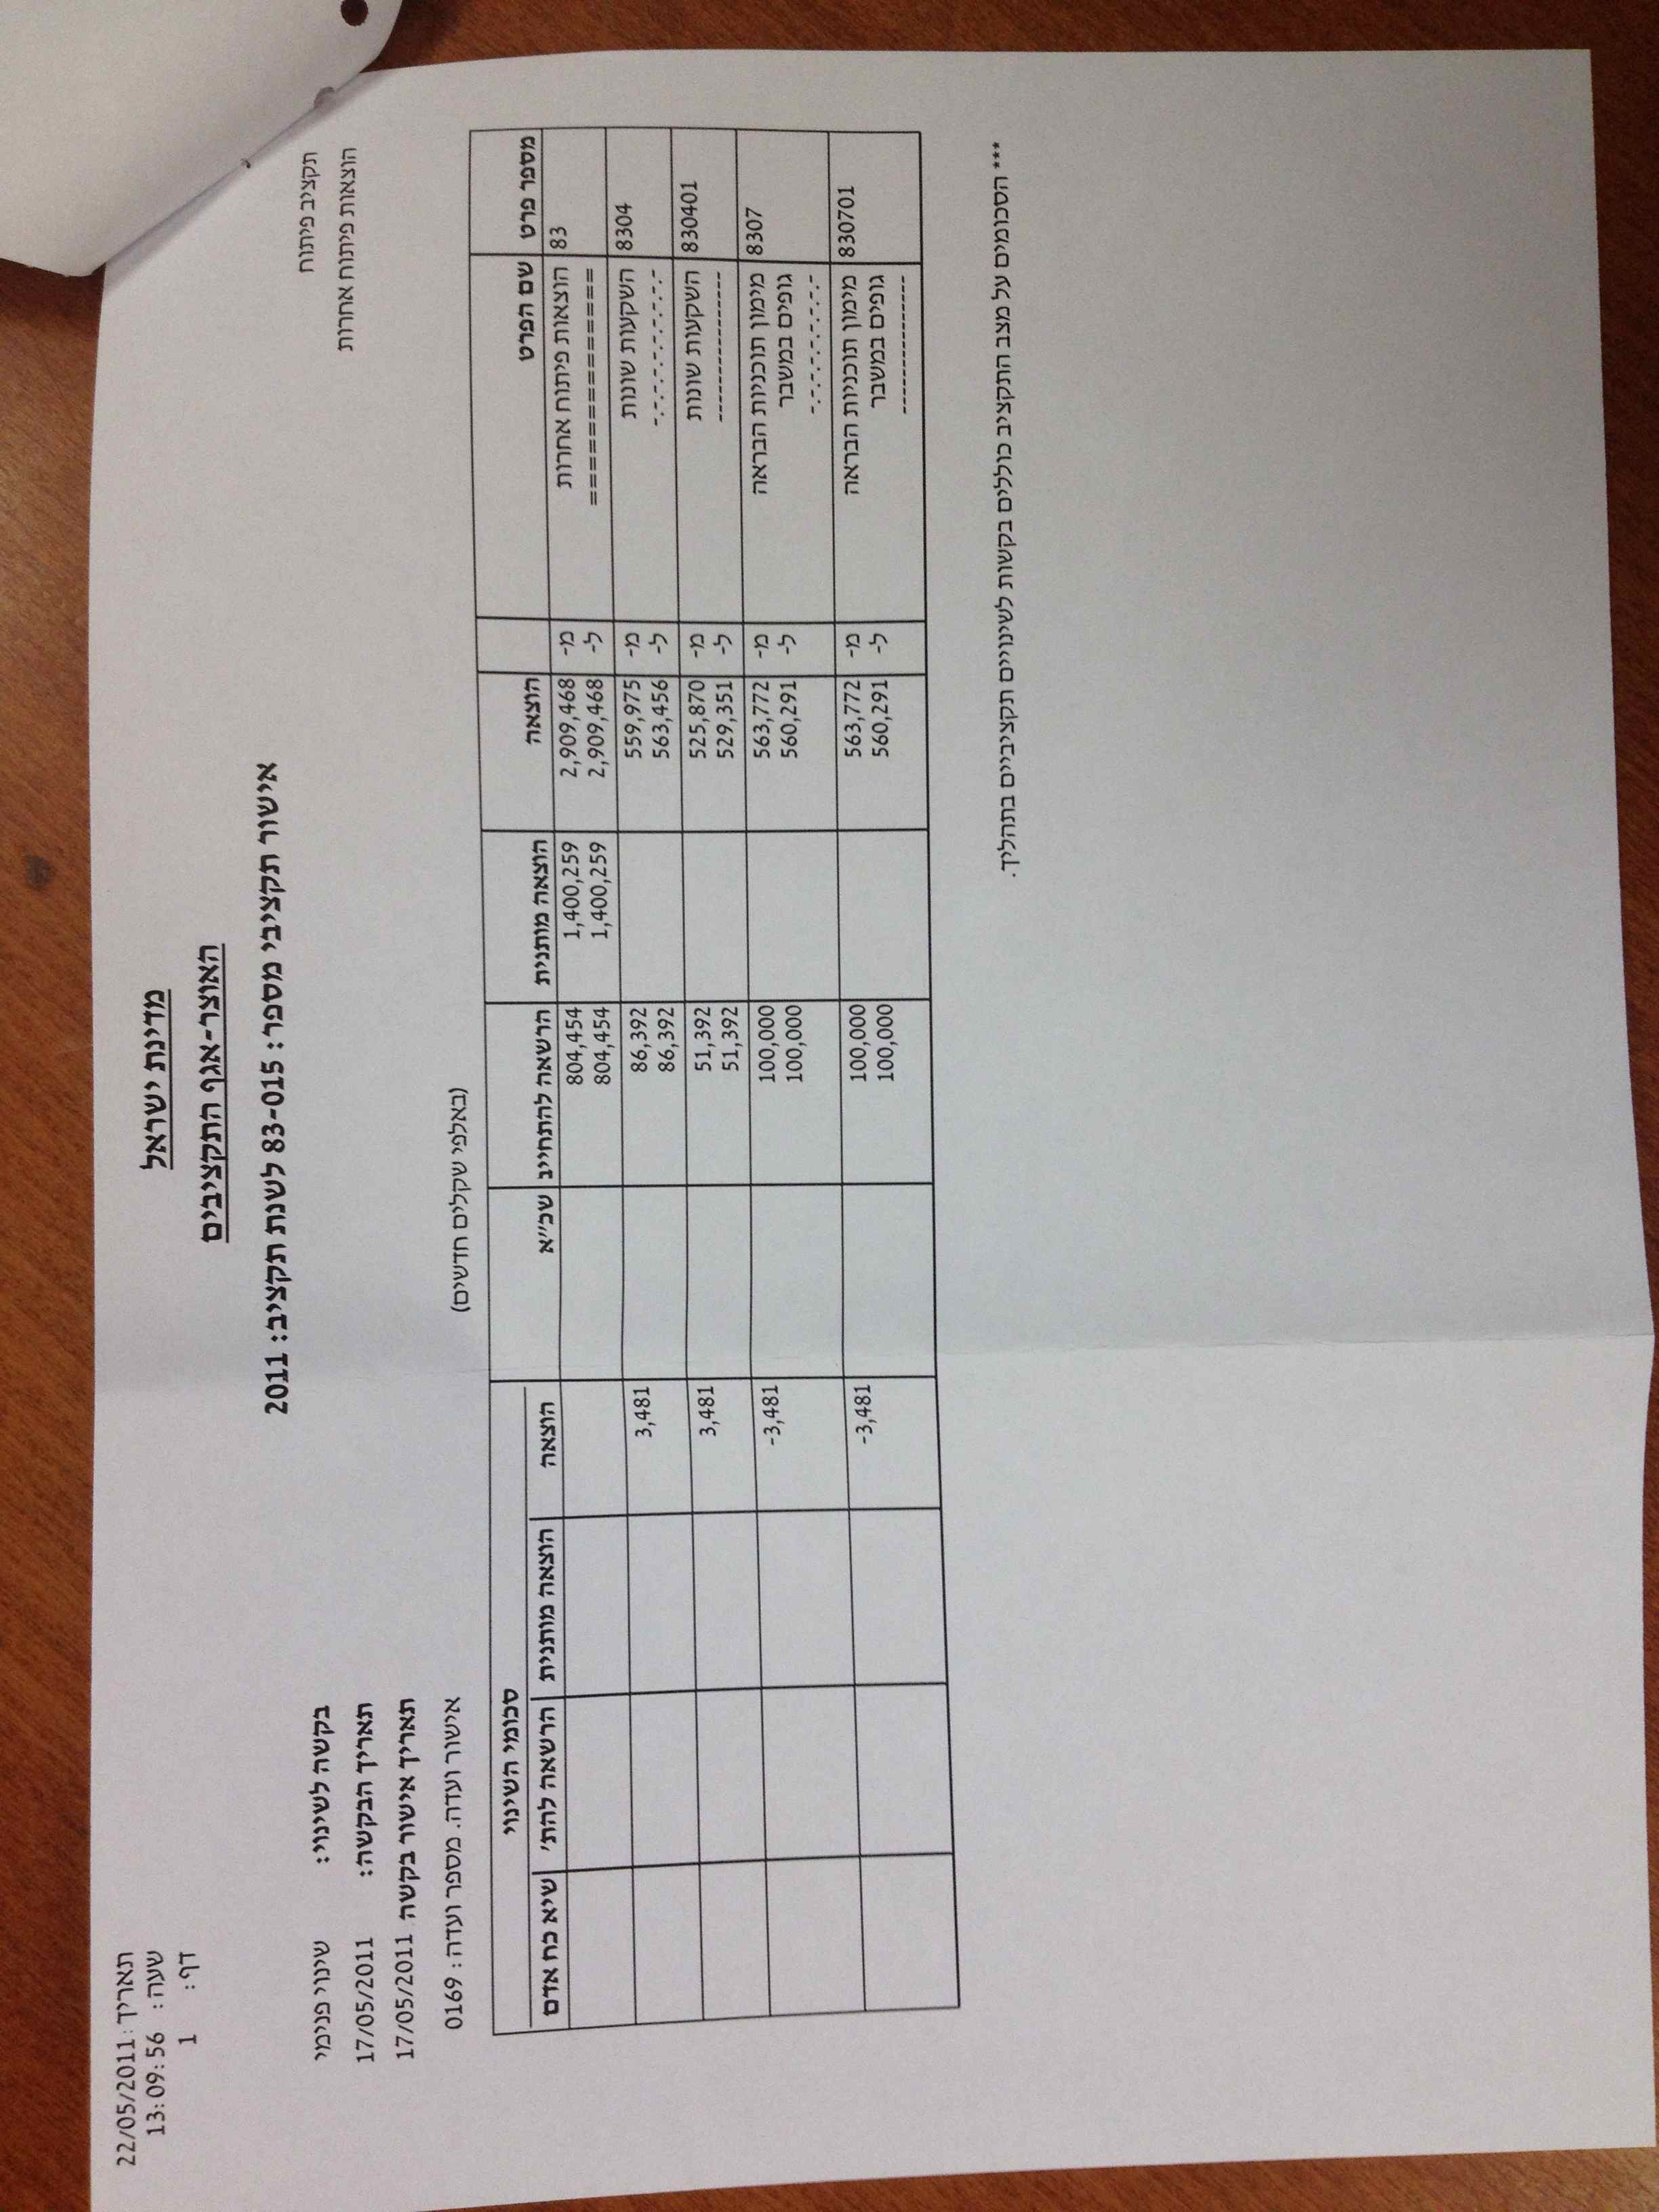 תאריך: 22/05/2011
שעה: 13:09:56
דף: 1
מדינת ישראל
האוצר-אגף התקציבים
אישור תקציבי מספר: 83-015 לשנת תקציב: 2011
תקציב פיתוח
הוצאות פיתוח אחרות
בקשה לשינוי: שינוי פנימי
תאריך הבקשה: 17/05/2011
תאריך אישור בקשה 17/05/2011
אישור ועדה. מספר ועדה: 0169
(באלפי שקלים חדשים)
סכומי השינוי
מספר פרט שם הפרט הוצאה הוצאה מותנית הרשאה להתחייב שכ"א הוצאה הוצאה מותנית הרשאה להת' שיא כח אדם
83 הוצאות פיתוח אחרות מ- 2,909,468 1,400,259 804,454
============== ל- 2,909,468 1,400,259 804,454
8304 השקעות שונות מ- 559,975 86,392 3,481
-.-.-.-.-.-.-.-. ל- 563,456 86,392
830401 השקעות שונות מ- 525,870 51,392 3,481
-------------- ל- 529,351 51,392
8307 מימון תוכניות הבראה מ- 563,772 100,000 -3,481
גופים במשבר ל- 560,291 100,000
-.-.-.-.-.-.-.
830701 מימון תוכניות הבראה מ- 563,772 100,000 -3,481
גופים במשבר ל- 560,291 100,000
-------------
*** הסכומים על מצב התקציב כוללים בקשות לשינויים תקציביים בתהליך.